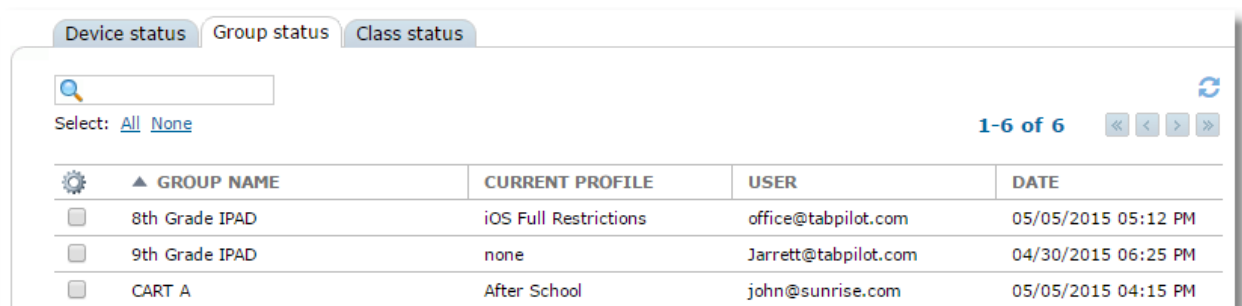 Device status Group status Class status
Select: All None 1-6 of 6
GROUP NAME CURRENT PROFILE USER DATE
8th Grade IPAD iOS Full Restrictions office@tabpilot.com 05/05/2015 05:12 PM
9th Grade IPAD none Jarrett@tabpilot.com 04/30/2015 06:25 PM
CART A After School john@sunrise.com 05/05/2015 04:15 PM